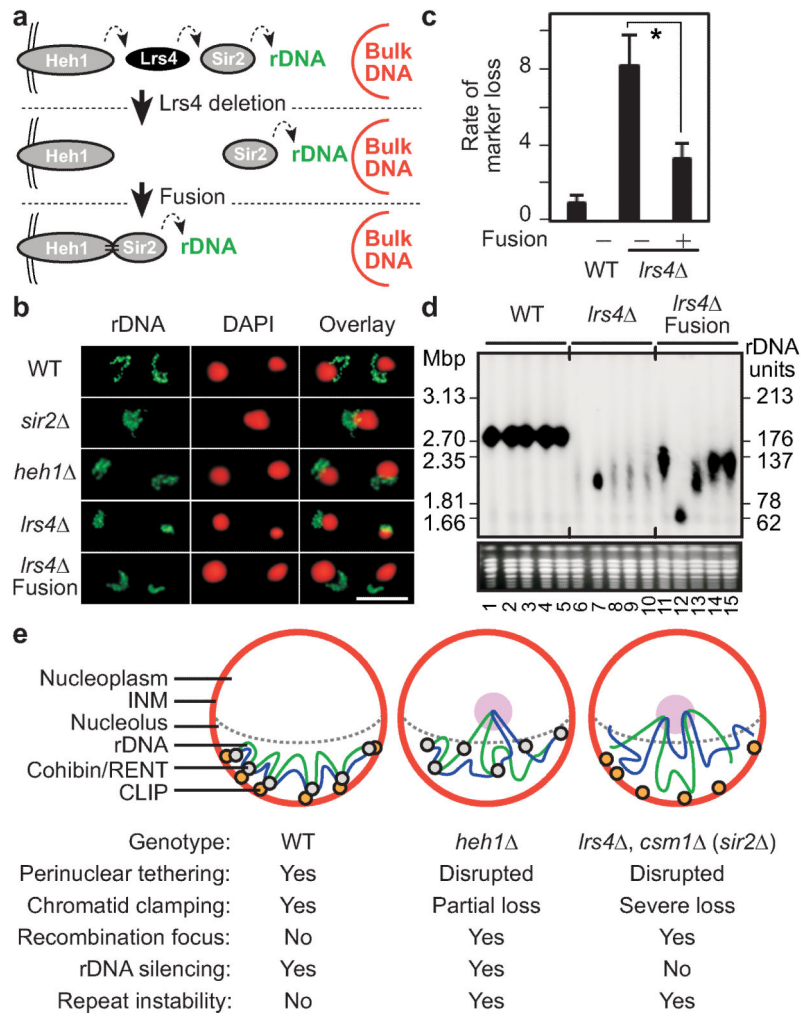 a
Heh1 Lrs4 Sir2 rDNA Bulk DNA
Lrs4 deletion
Heh1 Sir2 rDNA Bulk DNA
Fusion
Heh1 Sir2 rDNA Bulk DNA
b
rDNA DAPI Overlay
WT
sir2Δ
heh1Δ
lrs4Δ
lrs4Δ
Fusion
c
Rate of
marker loss
8
4
0
Fusion – – +
WT lrs4Δ
*
d
WT lrs4Δ lrs4Δ
Fusion
Mbp rDNA
units
3.13 213
2.70 176
2.35 137
1.81 78
1.66 62
1 2 3 4 5 6 7 8 9 10 11 12 13 14 15
e
Nucleoplasm
INM
Nucleolus
rDNA
Cohibin/RENT
CLIP
Genotype: WT heh1Δ lrs4Δ, csm1Δ (sir2Δ)
Perinuclear tethering: Yes Disrupted Disrupted
Chromatid clamping: Yes Partial loss Severe loss
Recombination focus: No Yes Yes
rDNA silencing: Yes Yes No
Repeat instability: No Yes Yes